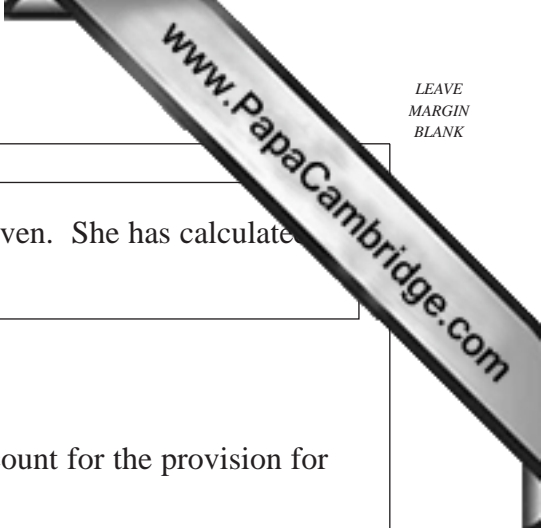 www.PapaCambridge.com
LEAVE
MARGIN
BLANK
ven. She has calculate
ount for the provision for